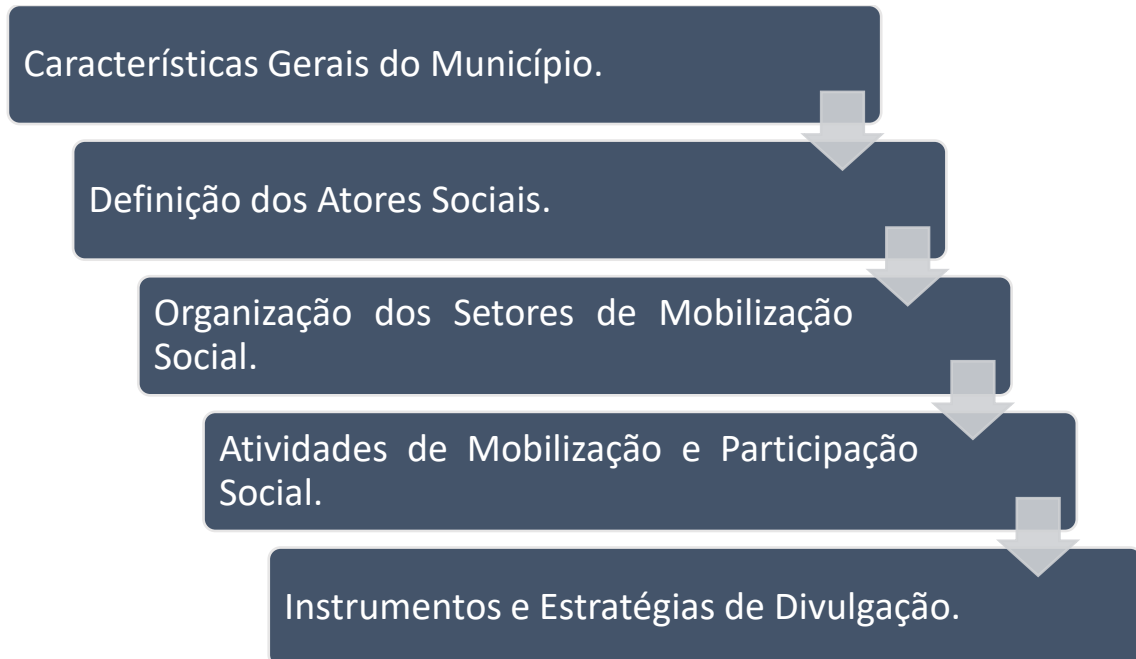 Características Gerais do Município.
Definição dos Atores Sociais.
Organização dos Setores de Mobilização
Social.
Atividades de Mobilização e Participação
Social.
Instrumentos e Estratégias de Divulgação.